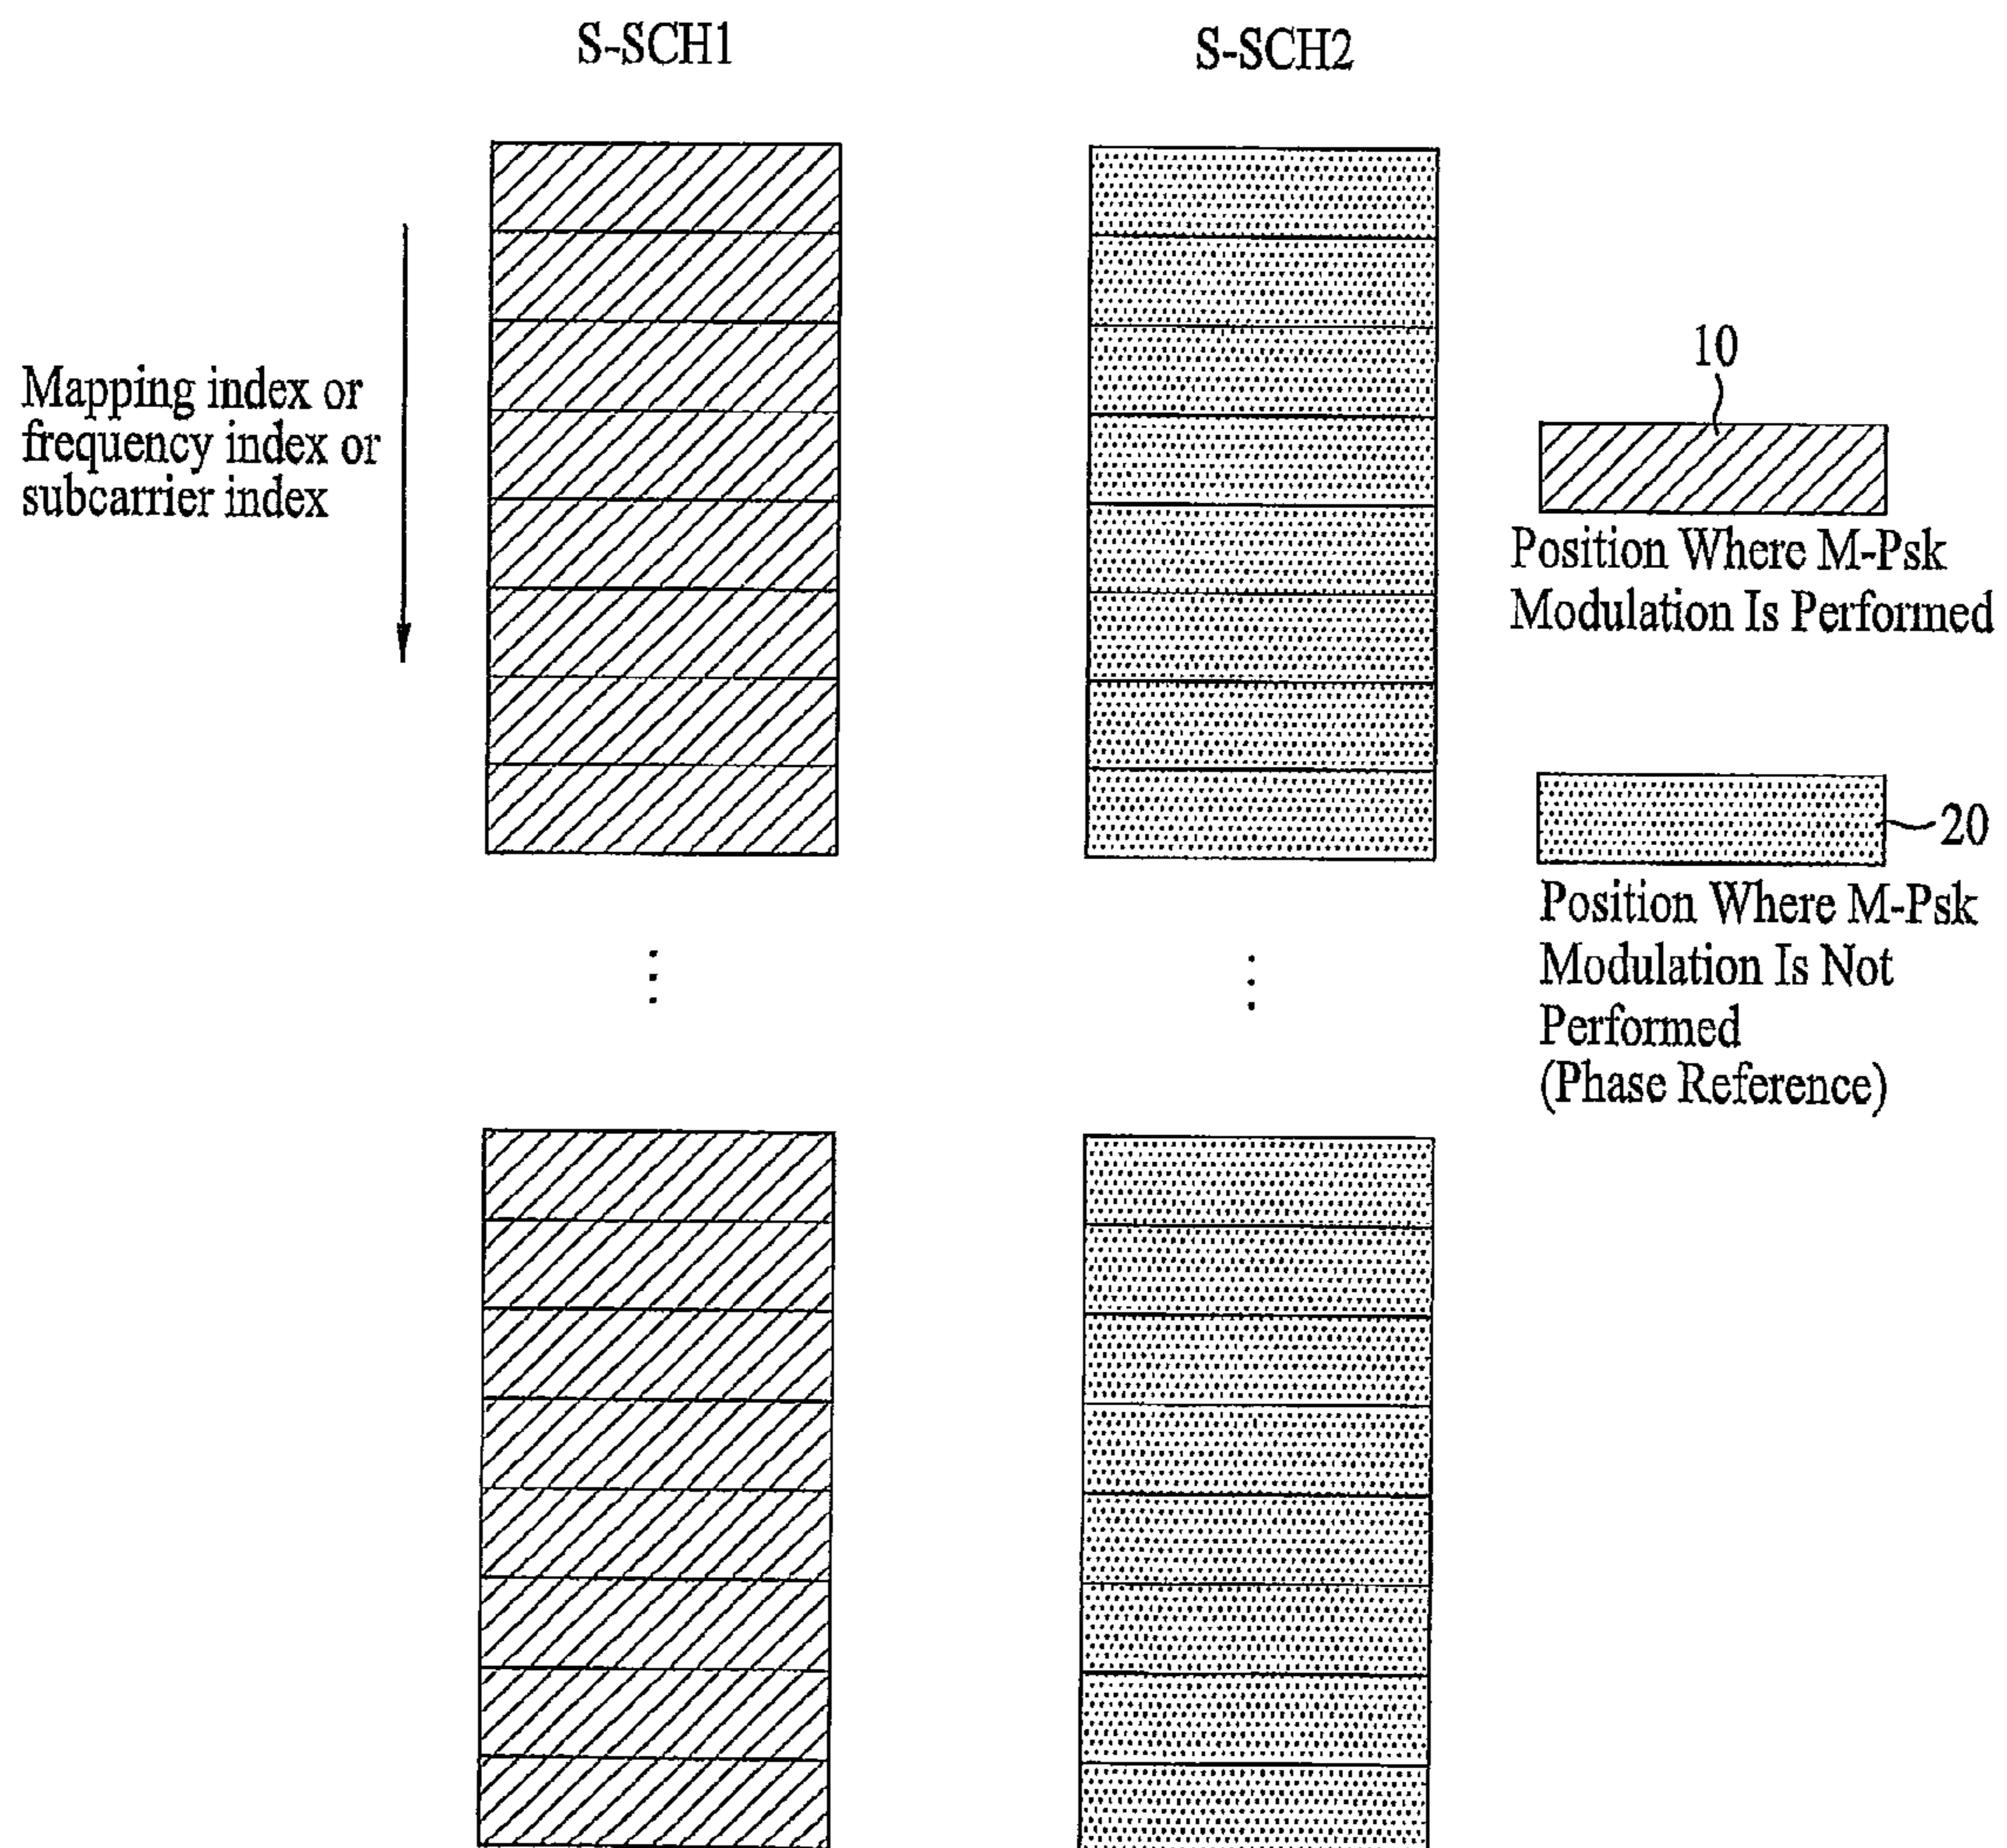 S-SCH1
S-SCH2
Mapping index or
frequency index or
subcarrier index
10
Position Where M-Psk
Modulation Is Performed
20
Position Where M-Psk
Modulation Is Not
Performed
(Phase Reference)